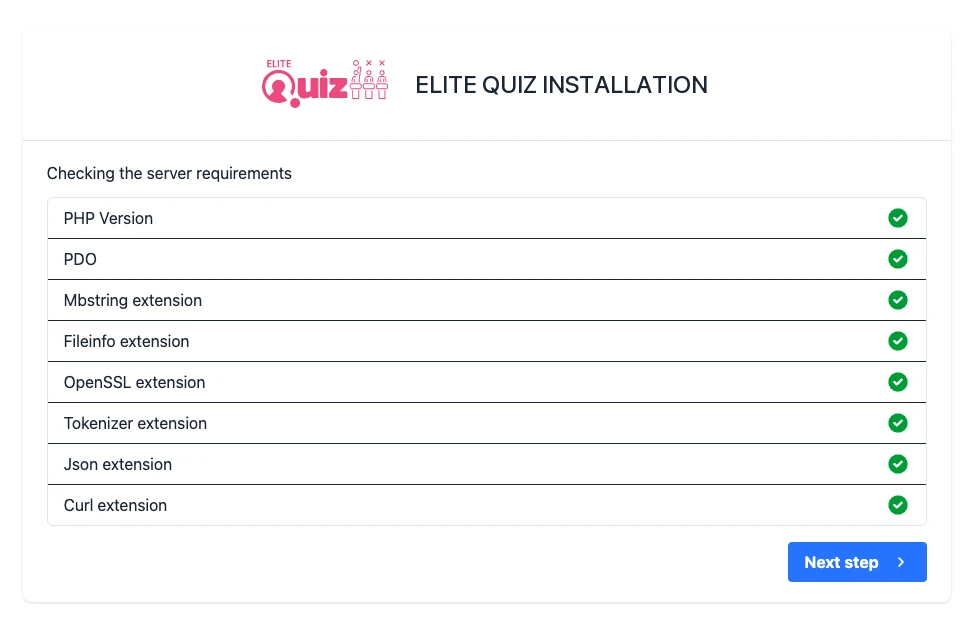 ELITE
Quiz
ELITE QUIZ INSTALLATION
Checking the server requirements
PHP Version
PDO
Mbstring extension
Fileinfo extension
OpenSSL extension
Tokenizer extension
Json extension
Curl extension
Next step